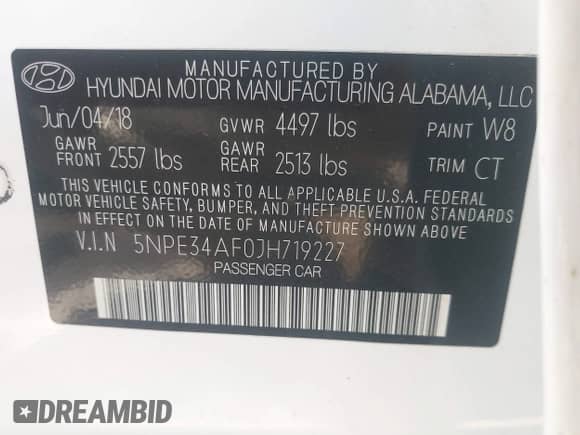 MANUFACTURED BY
HYUNDAI MOTOR MANUFACTURING ALABAMA, LLC
Jun/04/18 GVWR 4497 lbs PAINT W8
GAWR FRONT 2557 lbs GAWR REAR 2513 lbs TRIM CT
THIS VEHICLE CONFORMS TO ALL APPLICABLE U.S.A. FEDERAL
MOTOR VEHICLE SAFETY, BUMPER, AND THEFT PREVENTION STANDARDS
IN EFFECT ON THE DATE OF MANUFACTURE SHOWN ABOVE.
V.I.N 5NPE34AF0JH719227
PASSENGER CAR
DREAMBID